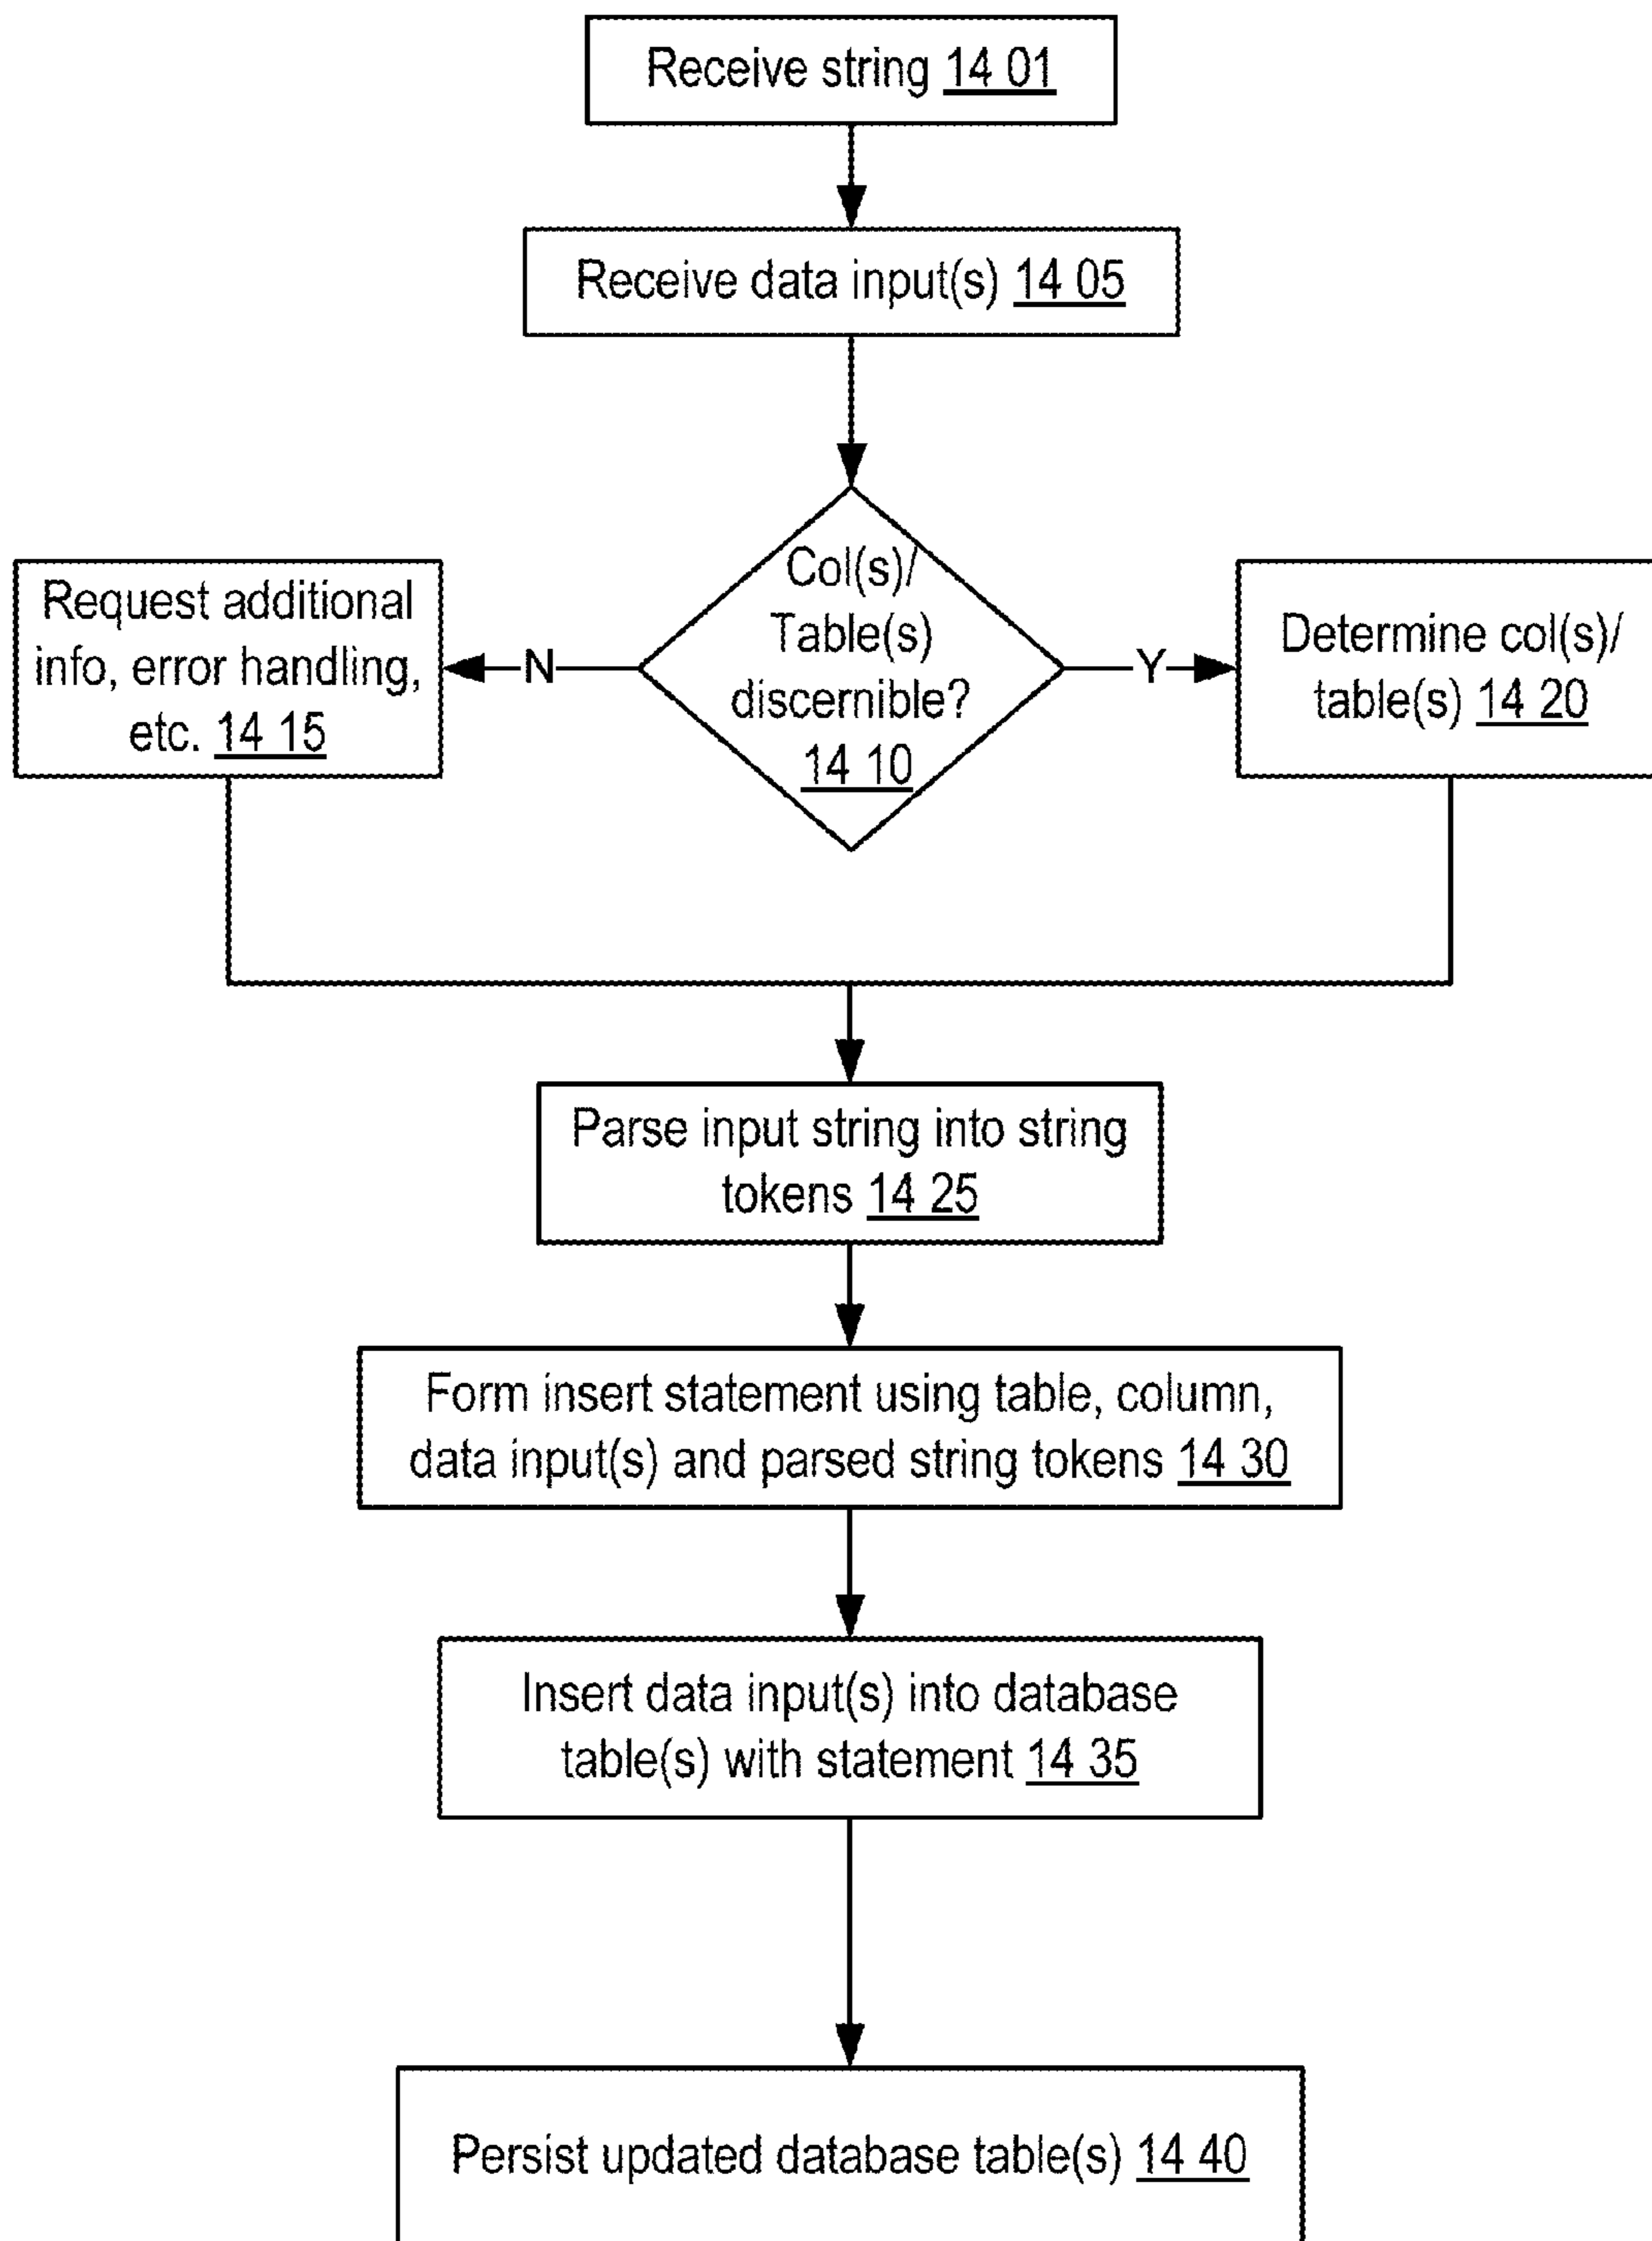 Receive string 14 01
Receive data input(s) 14 05
Col(s)/
Table(s)
discernible?
14 10
N
Y
Request additional
info, error handling,
etc. 14 15
Determine col(s)/
table(s) 14 20
Parse input string into string
tokens 14 25
Form insert statement using table, column,
data input(s) and parsed string tokens 14 30
Insert data input(s) into database
table(s) with statement 14 35
Persist updated database table(s) 14 40